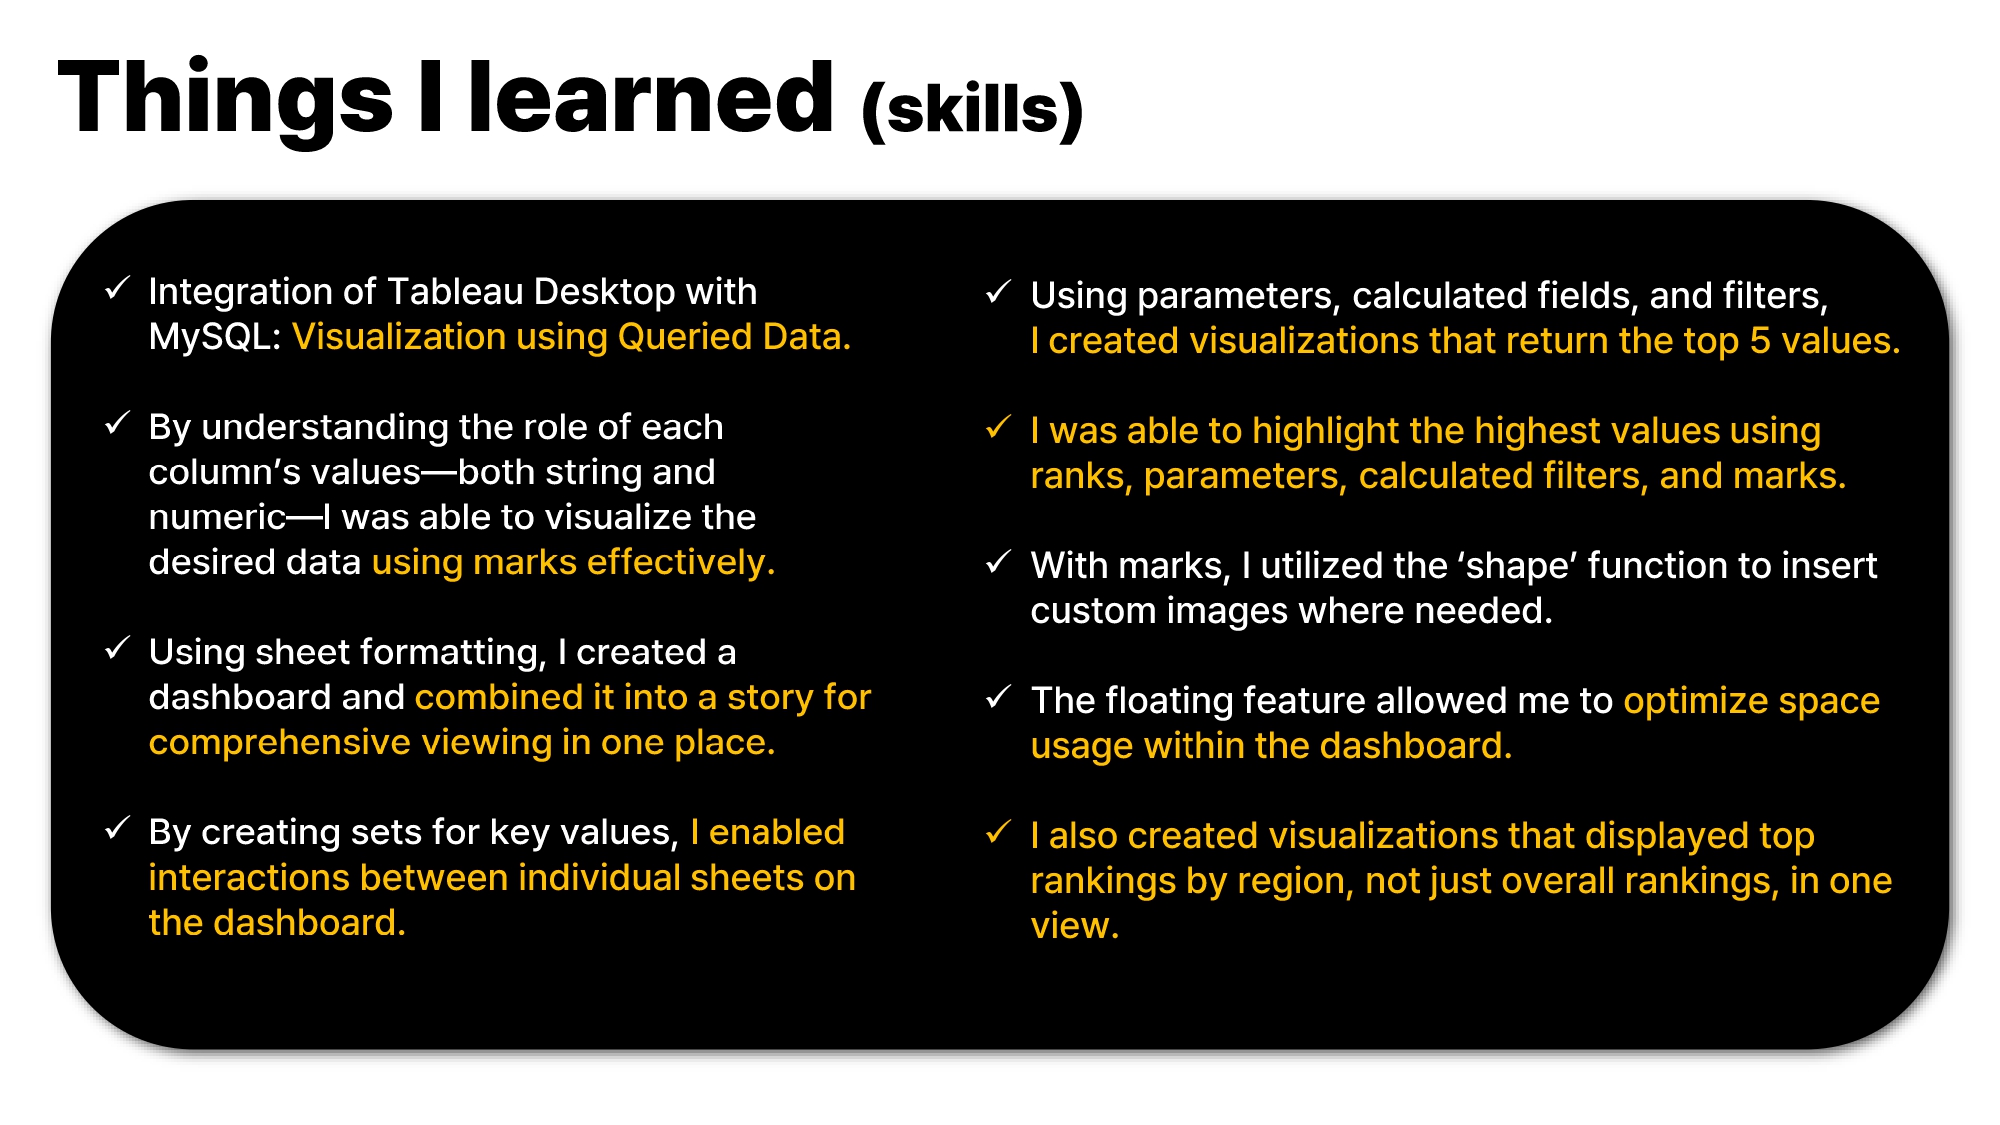 Things I learned (skills)
✓ Integration of Tableau Desktop with
MySQL: Visualization using Queried Data.
✓ By understanding the role of each
column’s values—both string and
numeric—I was able to visualize the
desired data using marks effectively.
✓ Using sheet formatting, I created a
dashboard and combined it into a story for
comprehensive viewing in one place.
✓ By creating sets for key values, I enabled
interactions between individual sheets on
the dashboard.
✓ Using parameters, calculated fields, and filters,
I created visualizations that return the top 5 values.
✓ I was able to highlight the highest values using
ranks, parameters, calculated filters, and marks.
✓ With marks, I utilized the ‘shape’ function to insert
custom images where needed.
✓ The floating feature allowed me to optimize space
usage within the dashboard.
✓ I also created visualizations that displayed top
rankings by region, not just overall rankings, in one
view.